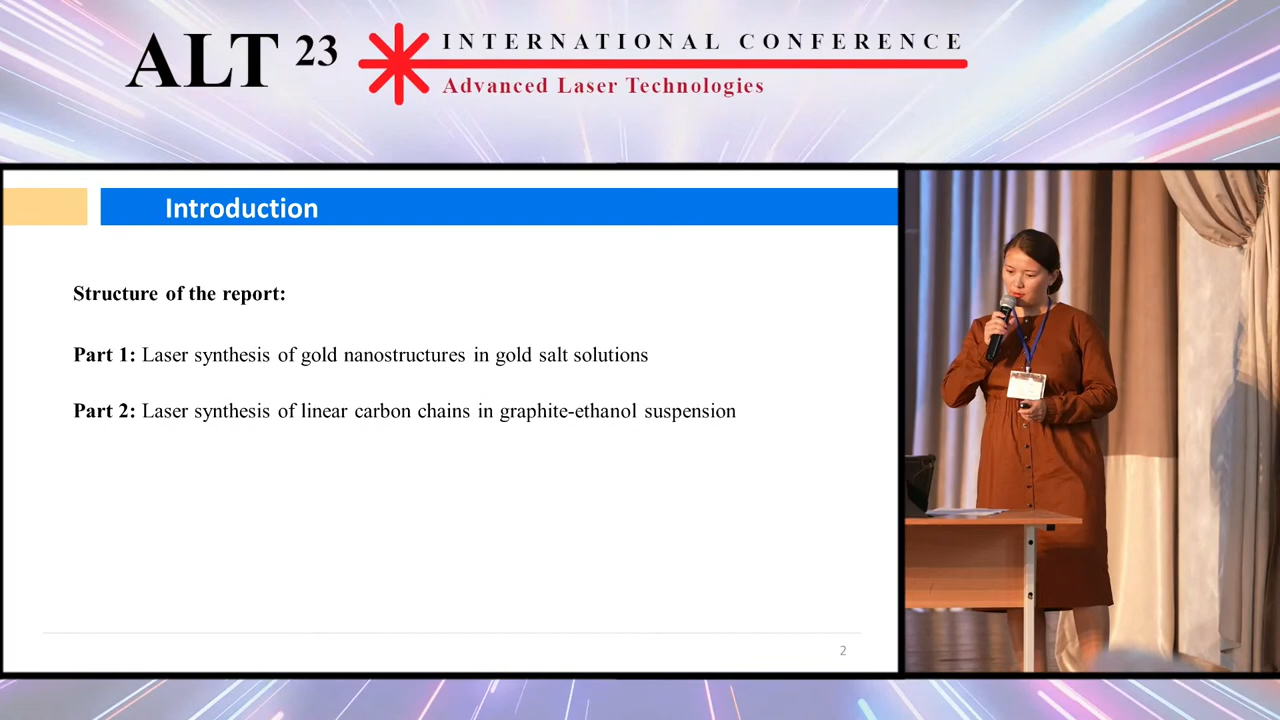 ALT 23
INTERNATIONAL CONFERENCE
Advanced Laser Technologies
Introduction
Structure of the report:
Part 1: Laser synthesis of gold nanostructures in gold salt solutions
Part 2: Laser synthesis of linear carbon chains in graphite-ethanol suspension
2